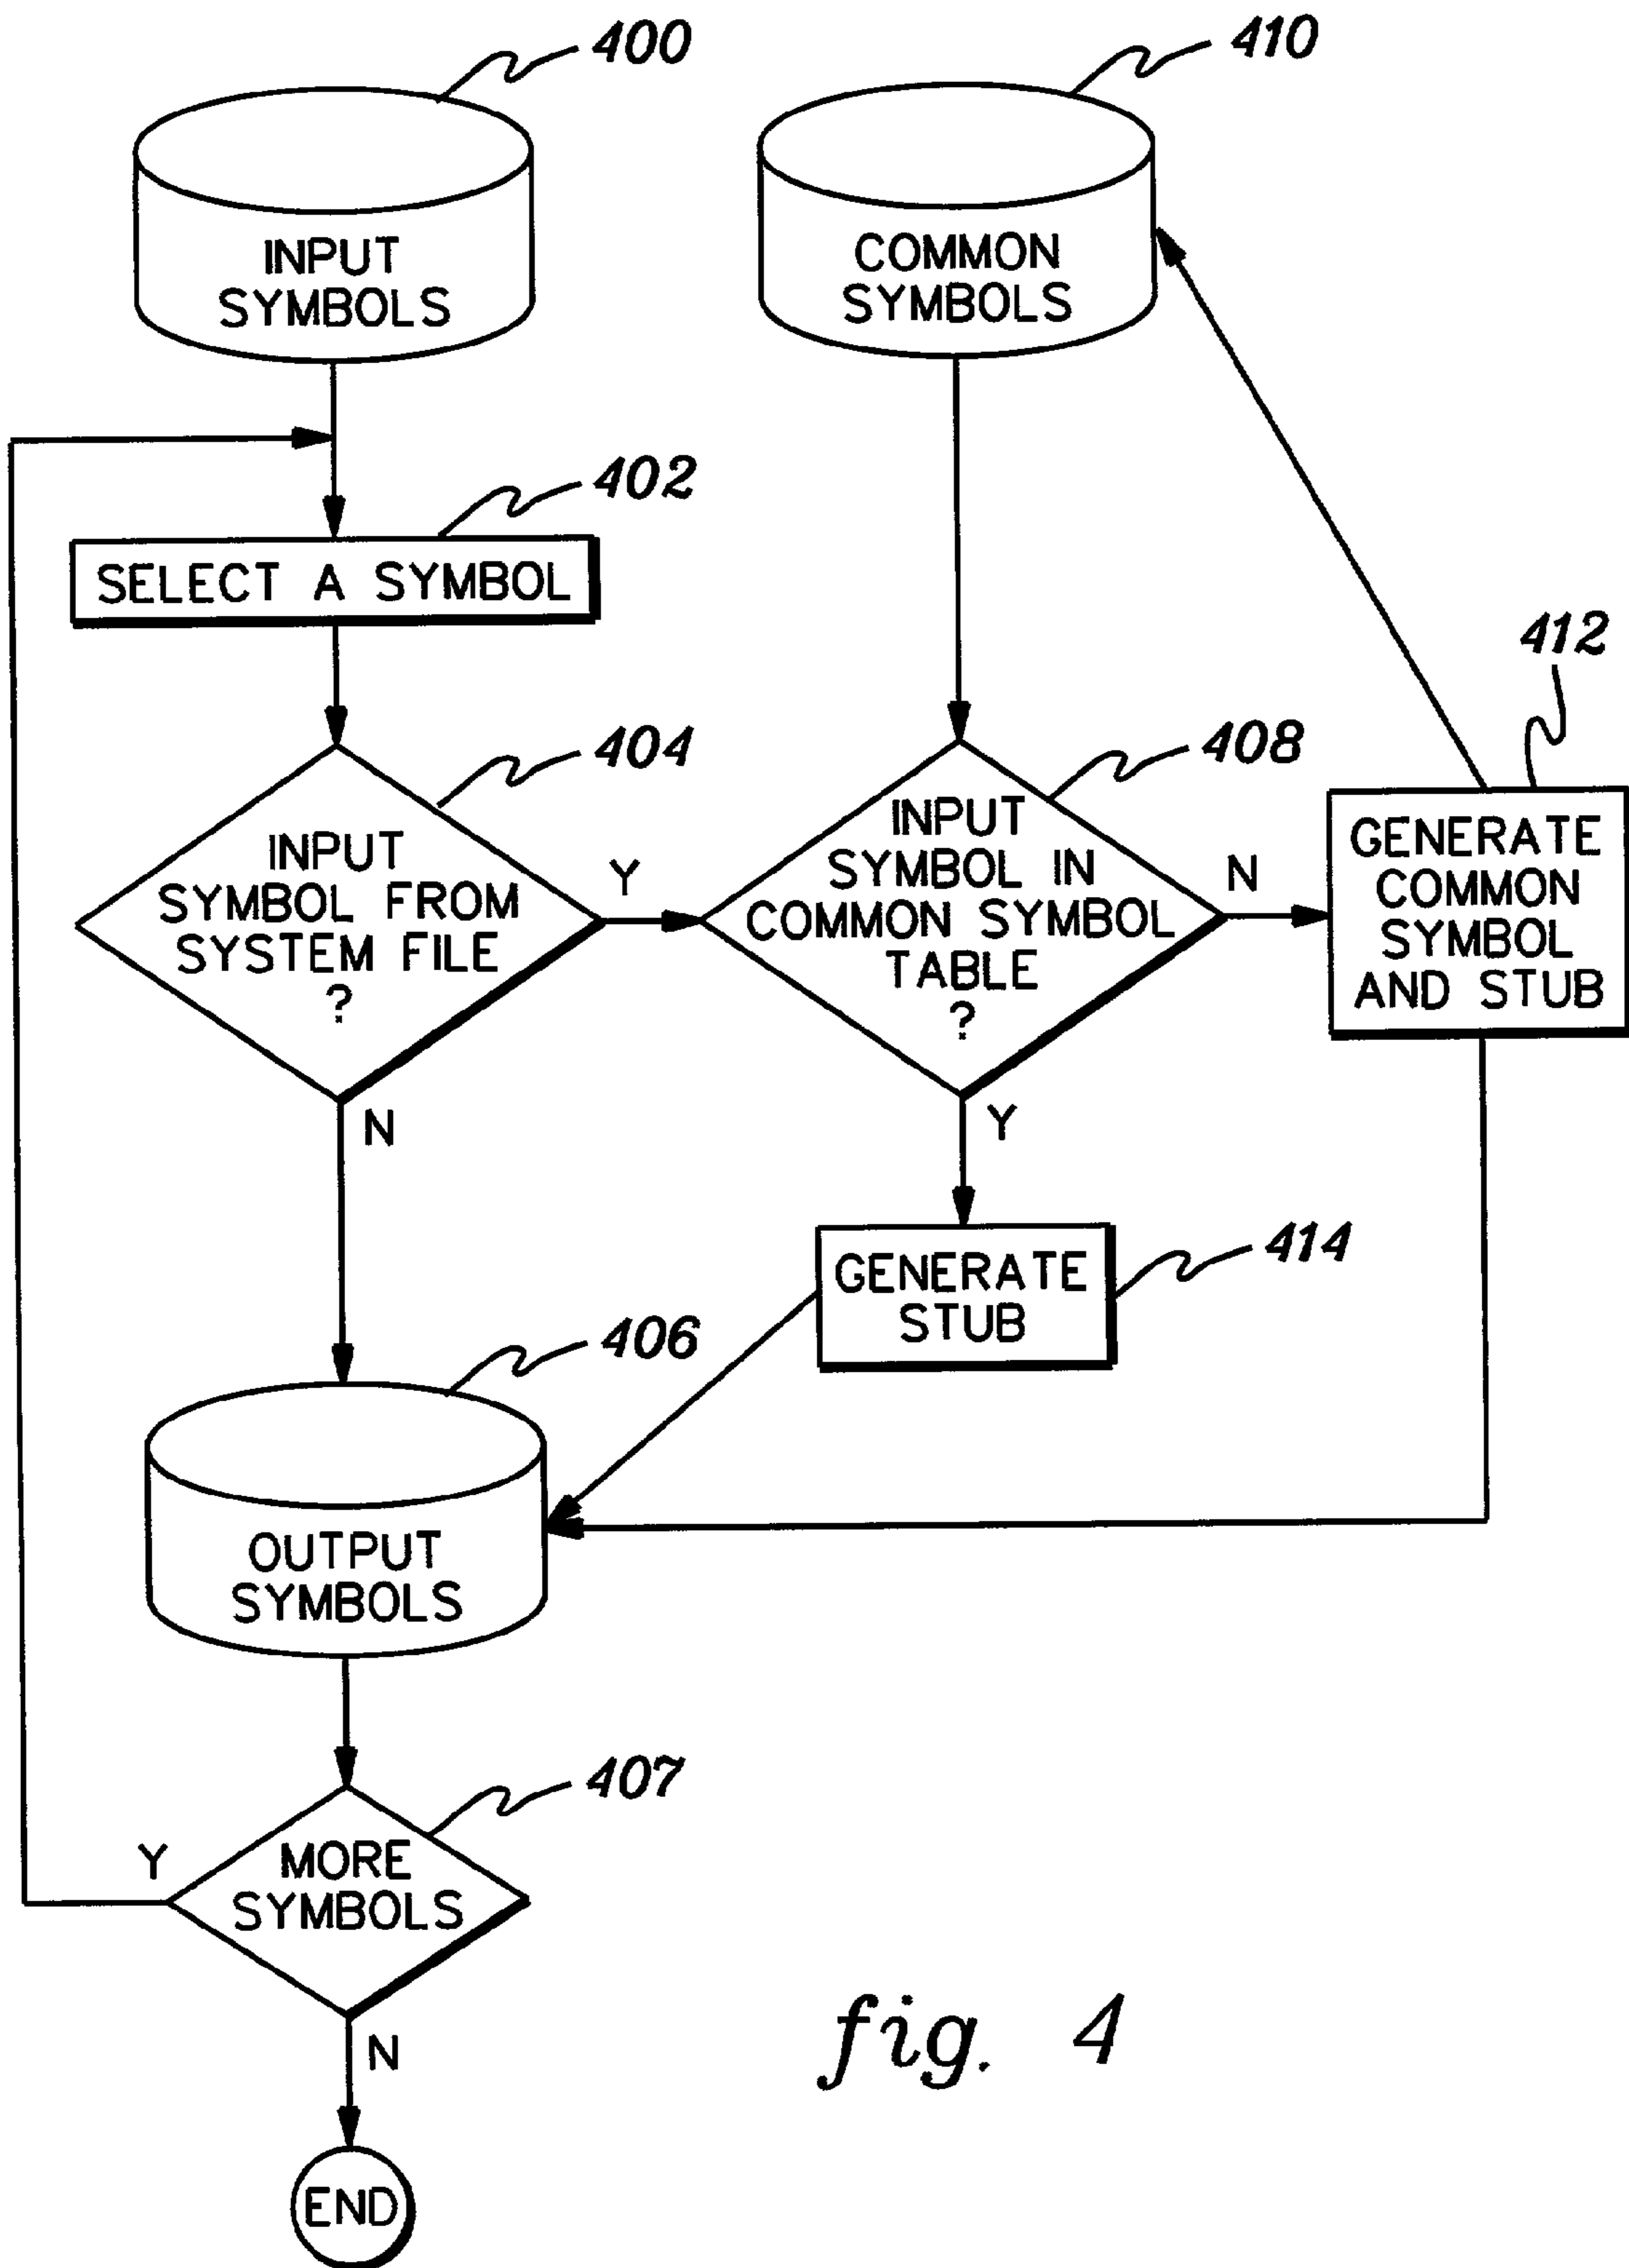 400
410
INPUT
SYMBOLS
COMMON
SYMBOLS
402
SELECT A SYMBOL
412
404
408
INPUT
SYMBOL FROM
SYSTEM FILE
?
Y
INPUT
SYMBOL IN
COMMON SYMBOL
TABLE
?
N
GENERATE
COMMON
SYMBOL
AND STUB
N
Y
414
GENERATE
STUB
406
OUTPUT
SYMBOLS
407
Y
MORE
SYMBOLS
N
fig. 4
END